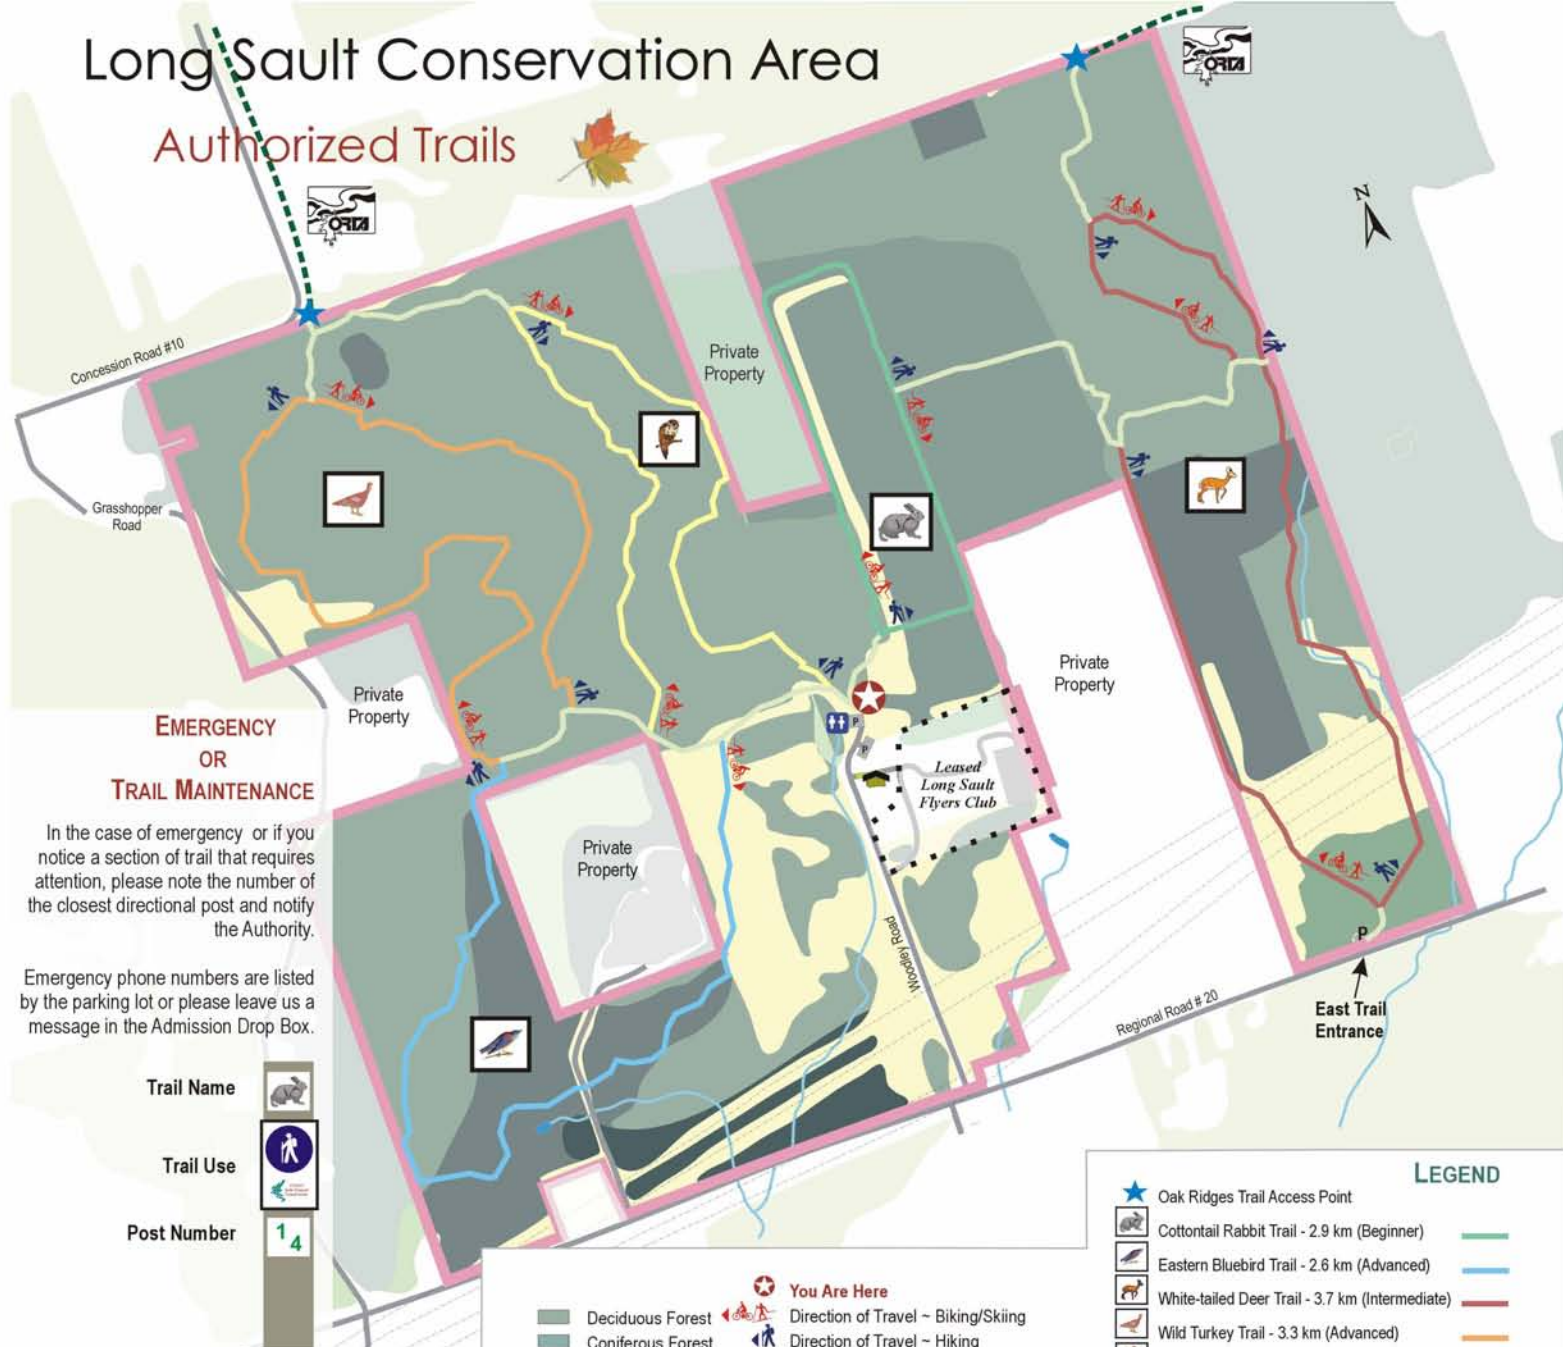 Long Sault Conservation Area
Authorized Trails
ORTA
ORTA
N
Concession Road #10
Grasshopper
Road
Private
Property
Private
Property
Private
Property
Private
Property
P
P
Leased
Long Sault
Flyers Club
Woodley Road
Regional Road # 20
P
East Trail
Entrance
EMERGENCY
OR
TRAIL MAINTENANCE
In the case of emergency or if you
notice a section of trail that requires
attention, please note the number of
the closest directional post and notify
the Authority.
Emergency phone numbers are listed
by the parking lot or please leave us a
message in the Admission Drop Box.
Trail Name
Trail Use
Post Number
1
4
You Are Here
Deciduous Forest
Direction of Travel ~ Biking/Skiing
Coniferous Forest
Direction of Travel ~ Hiking
LEGEND
Oak Ridges Trail Access Point
Cottontail Rabbit Trail - 2.9 km (Beginner)
Eastern Bluebird Trail - 2.6 km (Advanced)
White-tailed Deer Trail - 3.7 km (Intermediate)
Wild Turkey Trail - 3.3 km (Advanced)